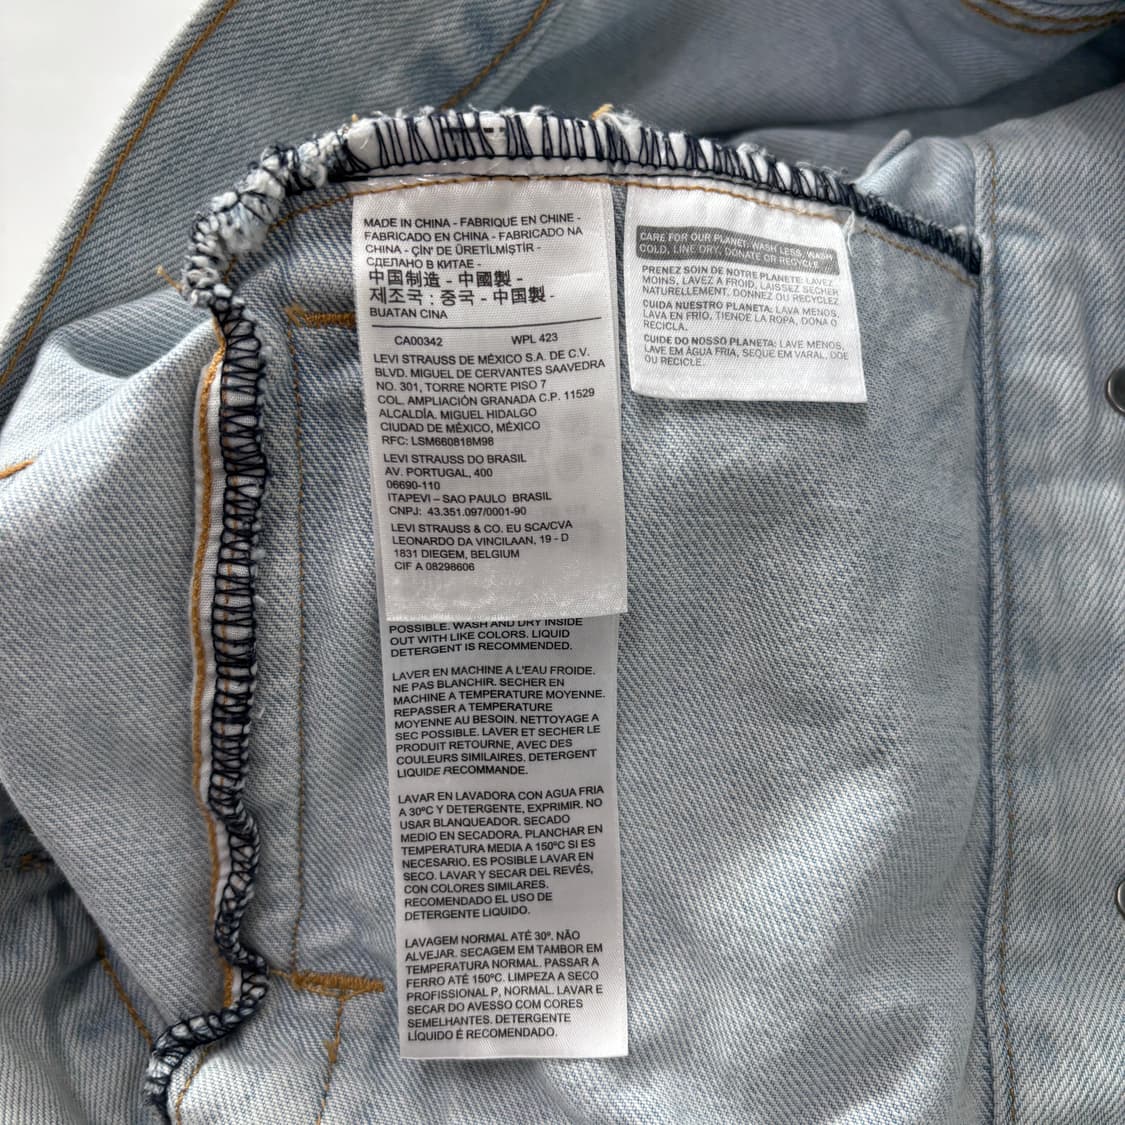 MADE IN CHINA - FABRIQUE EN CHINE -
FABRICADO EN CHINA - FABRICADO NA
CHINA - ÇİN' DE ÜRETİLMİŞTİR -
СДЕЛАНО В КИТАЕ -
中国制造 - 中國製 -
제조국 : 중국 - 中国製 -
BUATAN CINA
CA00342 WPL 423
LEVI STRAUSS DE MÉXICO S.A. DE C.V.
BLVD. MIGUEL DE CERVANTES SAAVEDRA
NO. 301, TORRE NORTE PISO 7
COL. AMPLIACIÓN GRANADA C.P. 11529
ALCALDÍA. MIGUEL HIDALGO
CIUDAD DE MÉXICO, MÉXICO
RFC: LSM660818M98
LEVI STRAUSS DO BRASIL
AV. PORTUGAL, 400
06690-110
ITAPEVI – SAO PAULO BRASIL
CNPJ: 43.351.097/0001-90
LEVI STRAUSS & CO. EU SCA/CVA
LEONARDO DA VINCILAAN, 19 - D
1831 DIEGEM, BELGIUM
CIF A 08298606
POSSIBLE. WASH AND DRY INSIDE
OUT WITH LIKE COLORS. LIQUID
DETERGENT IS RECOMMENDED.
LAVER EN MACHINE A L'EAU FROIDE.
NE PAS BLANCHIR. SECHER EN
MACHINE A TEMPERATURE MOYENNE.
REPASSER A TEMPERATURE
MOYENNE AU BESOIN. NETTOYAGE A
SEC POSSIBLE. LAVER ET SECHER LE
PRODUIT RETOURNE, AVEC DES
COULEURS SIMILAIRES. DETERGENT
LIQUIDE RECOMMANDE.
LAVAR EN LAVADORA CON AGUA FRIA
A 30ºC Y DETERGENTE, EXPRIMIR. NO
USAR BLANQUEADOR. SECADO
MEDIO EN SECADORA. PLANCHAR EN
TEMPERATURA MEDIA A 150ºC SI ES
NECESARIO. ES POSIBLE LAVAR EN
SECO. LAVAR Y SECAR DEL REVÉS,
CON COLORES SIMILARES.
RECOMENDADO EL USO DE
DETERGENTE LIQUIDO.
LAVAGEM NORMAL ATÉ 30º. NÃO
ALVEJAR. SECAGEM EM TAMBOR EM
TEMPERATURA NORMAL. PASSAR A
FERRO ATÉ 150ºC. LIMPEZA A SECO
PROFISSIONAL P, NORMAL. LAVAR E
SECAR DO AVESSO COM CORES
SEMELHANTES. DETERGENTE
LÍQUIDO É RECOMENDADO.
CARE FOR OUR PLANET: WASH LESS, WASH
COLD, LINE DRY, DONATE OR RECYCLE.
PRENEZ SOIN DE NOTRE PLANETE: LAVEZ
MOINS, LAVEZ A FROID, LAISSEZ SECHER
NATURELLEMENT, DONNEZ OU RECYCLEZ
CUIDA NUESTRO PLANETA: LAVA MENOS,
LAVA EN FRIO, TIENDE LA ROPA, DONA O
RECICLA.
CUIDE DO NOSSO PLANETA: LAVE MENOS,
LAVE EM ÁGUA FRIA, SEQUE EM VARAL, DOE
OU RECICLE.